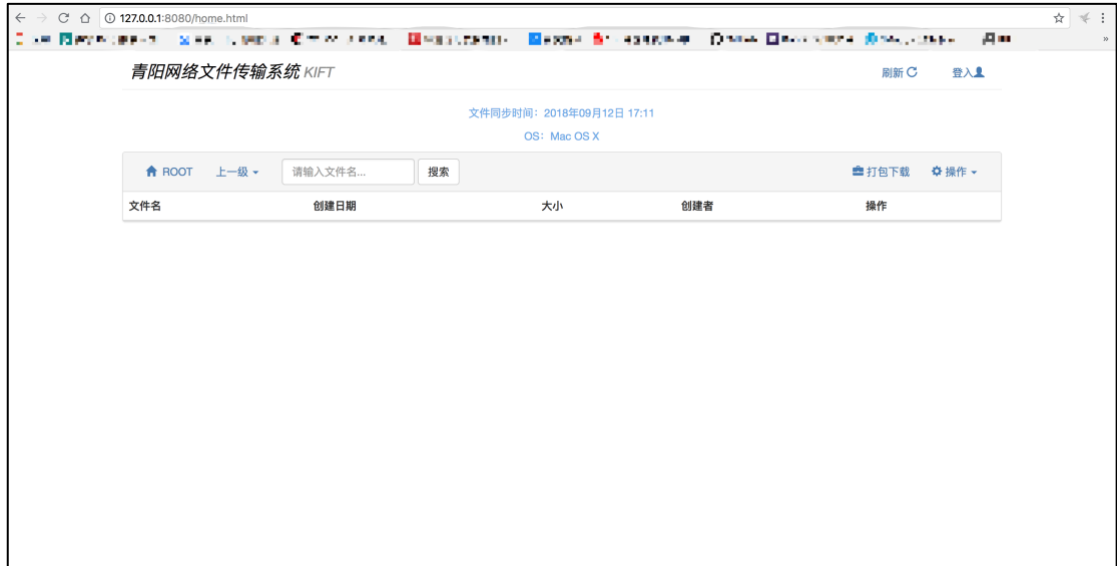 127.0.0.1:8080/home.html
青阳网络文件传输系统 KIFT 刷新 登入
文件同步时间：2018年09月12日 17:11
OS：Mac OS X
ROOT 上一级 请输入文件名... 搜索 打包下载 操作
文件名 创建日期 大小 创建者 操作